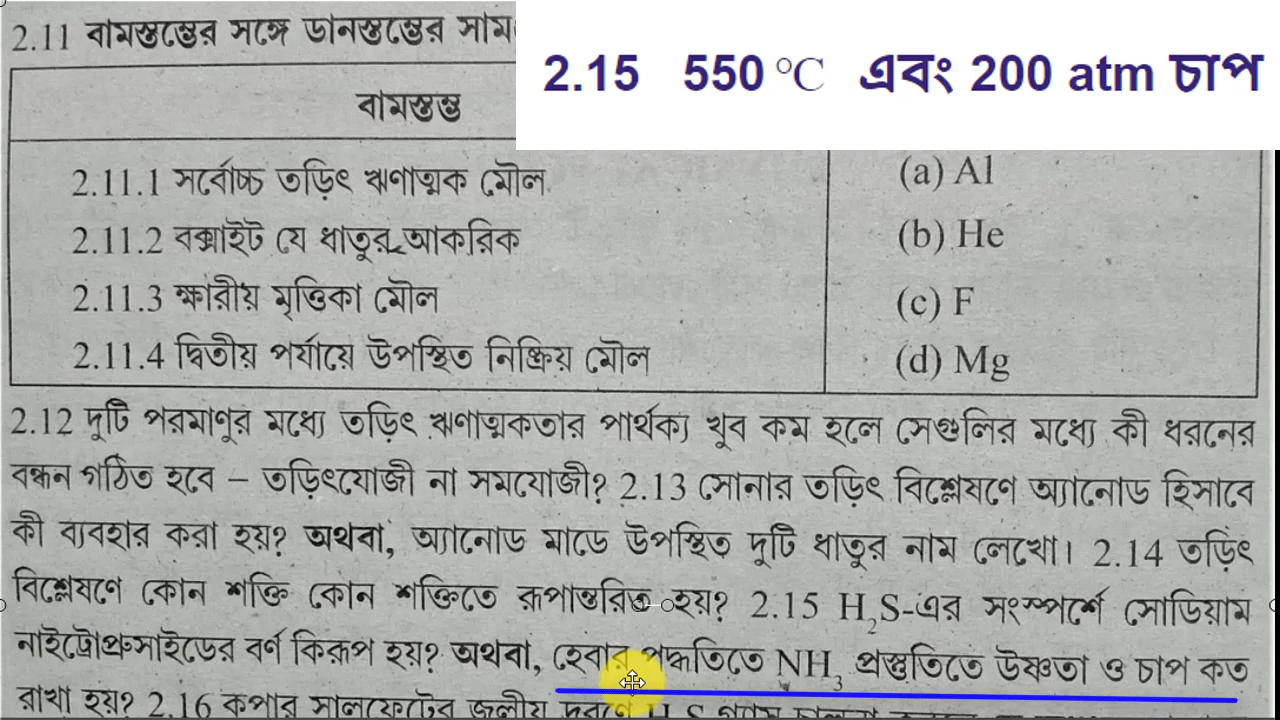 2.11 বামস্তম্ভের সঙ্গে ডানস্তম্ভের
2.15 550 °C এবং 200 atm চাপ
বামস্তম্ভ
2.11.1 সর্বোচ্চ তড়িৎ ঋণাত্মক মৌল
(a) Al
2.11.2 বক্সাইট যে ধাতুর আকরিক
(b) He
2.11.3 ক্ষারীয় মৃত্তিকা মৌল
(c) F
2.11.4 দ্বিতীয় পর্যায়ে উপস্থিত নিষ্ক্রিয় মৌল
(d) Mg
2.12 দুটি পরমাণুর মধ্যে তড়িৎ ঋণাত্মকতার পার্থক্য খুব কম হলে সেগুলির মধ্যে কী ধরনের
বন্ধন গঠিত হবে – তড়িৎযোজী না সমযোজী? 2.13 সোনার তড়িৎ বিশ্লেষণে অ্যানোড হিসাবে
কী ব্যবহার করা হয়? অথবা, অ্যানোড মাডে উপস্থিত দুটি ধাতুর নাম লেখো। 2.14 তড়িৎ
বিশ্লেষণে কোন শক্তি কোন শক্তিতে রূপান্তরিত হয়? 2.15 H₂S-এর সংস্পর্শে সোডিয়াম
নাইট্রোপ্রুসাইডের বর্ণ কিরূপ হয়? অথবা, হেবার পদ্ধতিতে NH₃ প্রস্তুতিতে উষ্ণতা ও চাপ কত
রাখা হয়? 2.16 কপার সালফেটের জলীয় দ্রবণে H₂S